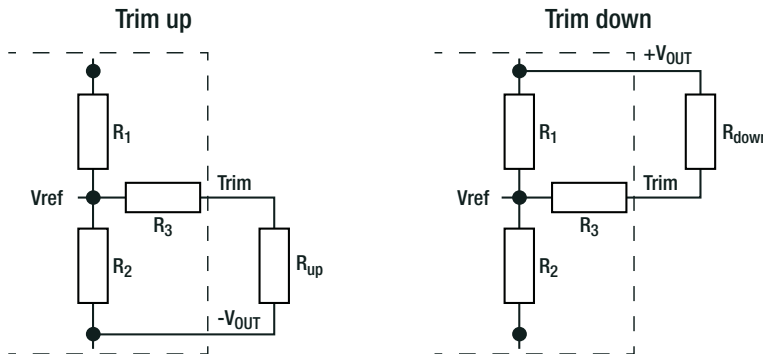 Trim up
R1
Vref
Trim
R3
R2
Rup
-VOUT
Trim down
+VOUT
R1
Rdown
Vref
Trim
R3
R2